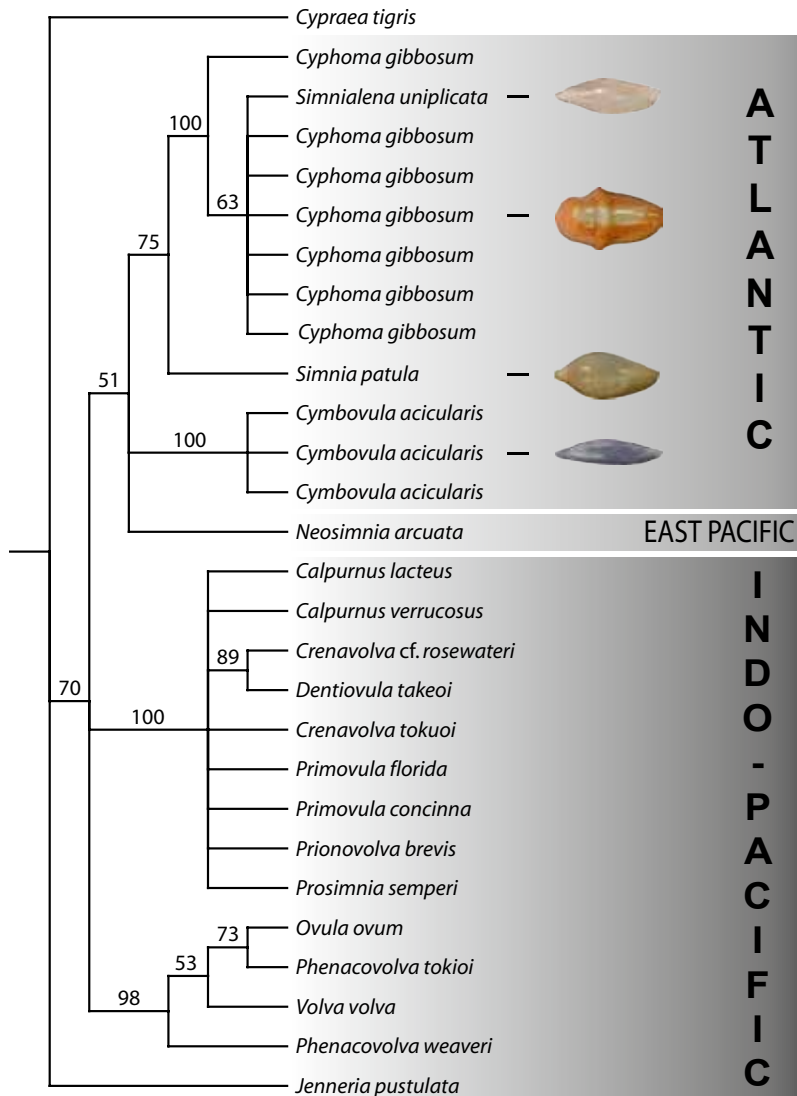 Cypraea tigris
Cyphoma gibbosum
Simnialena uniplicata
100
Cyphoma gibbosum
Cyphoma gibbosum
63
Cyphoma gibbosum
75
Cyphoma gibbosum
Cyphoma gibbosum
Cyphoma gibbosum
Simnia patula
51
Cymbovula acicularis
100
Cymbovula acicularis
Cymbovula acicularis
ATLANTIC
Neosimnia arcuata
EAST PACIFIC
Calpurnus lacteus
Calpurnus verrucosus
Crenavolva cf. rosewateri
89
Dentiovula takeoi
70
100
Crenavolva tokuoi
Primovula florida
Primovula concinna
Prionovolva brevis
Prosimnia semperi
Ovula ovum
73
Phenacovolva tokioi
53
Volva volva
98
Phenacovolva weaveri
Jenneria pustulata
INDO-PACIFIC